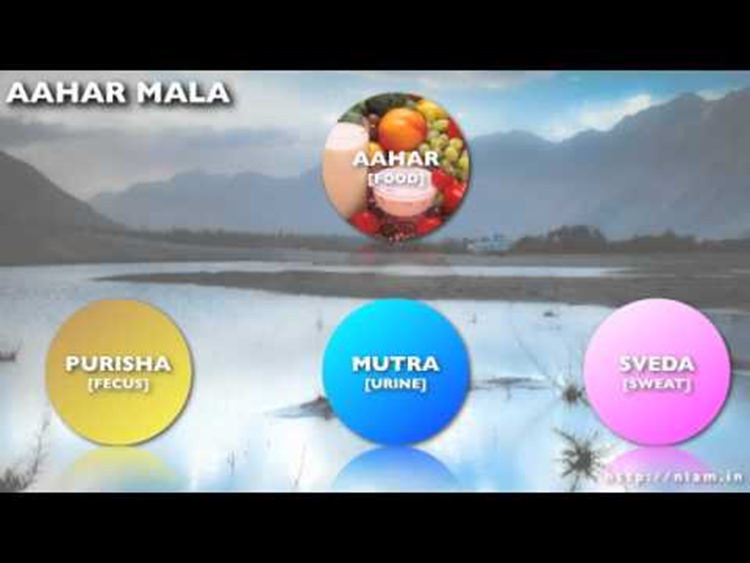 AAHAR MALA
AAHAR
[FOOD]
PURISHA
[FECUS]
MUTRA
[URINE]
SVEDA
[SWEAT]
http://niam.in